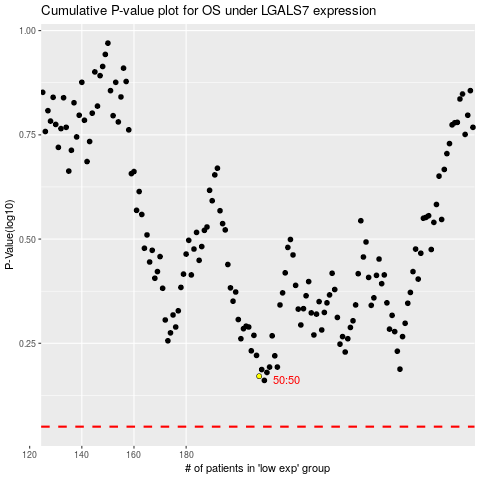 Cumulative P-value plot for OS under LGALS7 expression
1.00
0.75
0.50
0.25
P-Value(log10)
50:50
120 140 160 180
# of patients in 'low exp' group